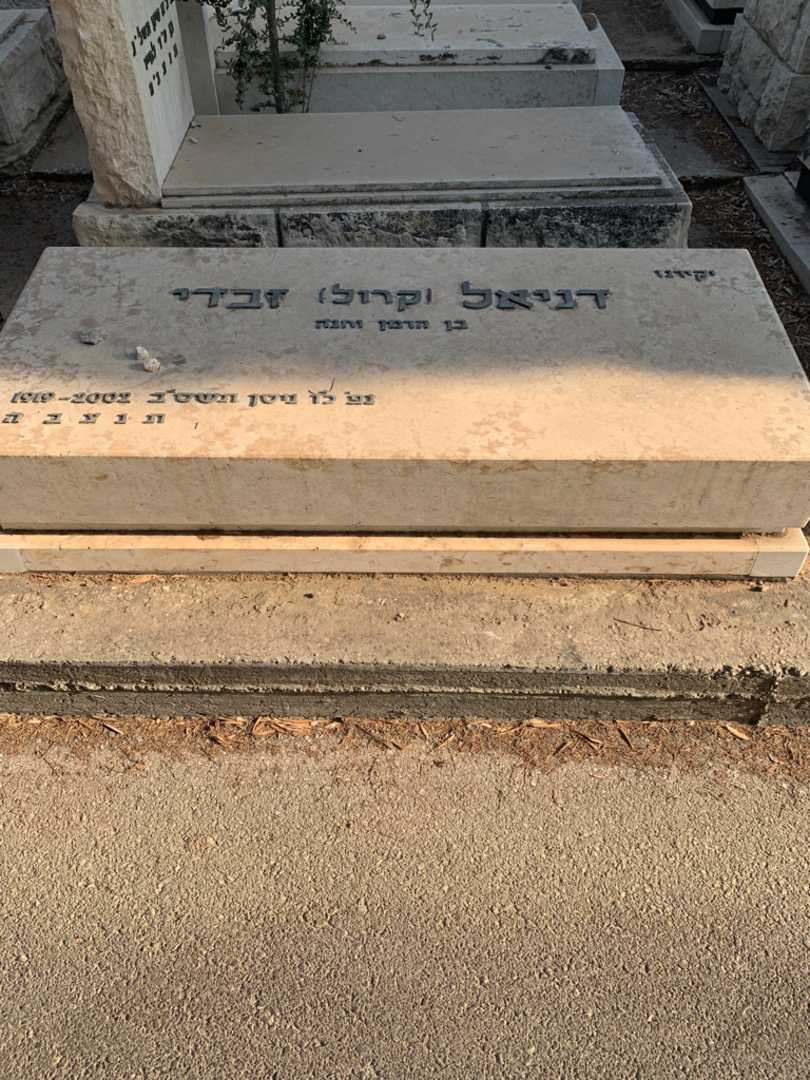 יקירנו
דניאל (קרול) זבדי
בן הרמן וחנה
נפ' ל' ניסן תשס"ב 1919-2002
ת נ צ ב ה